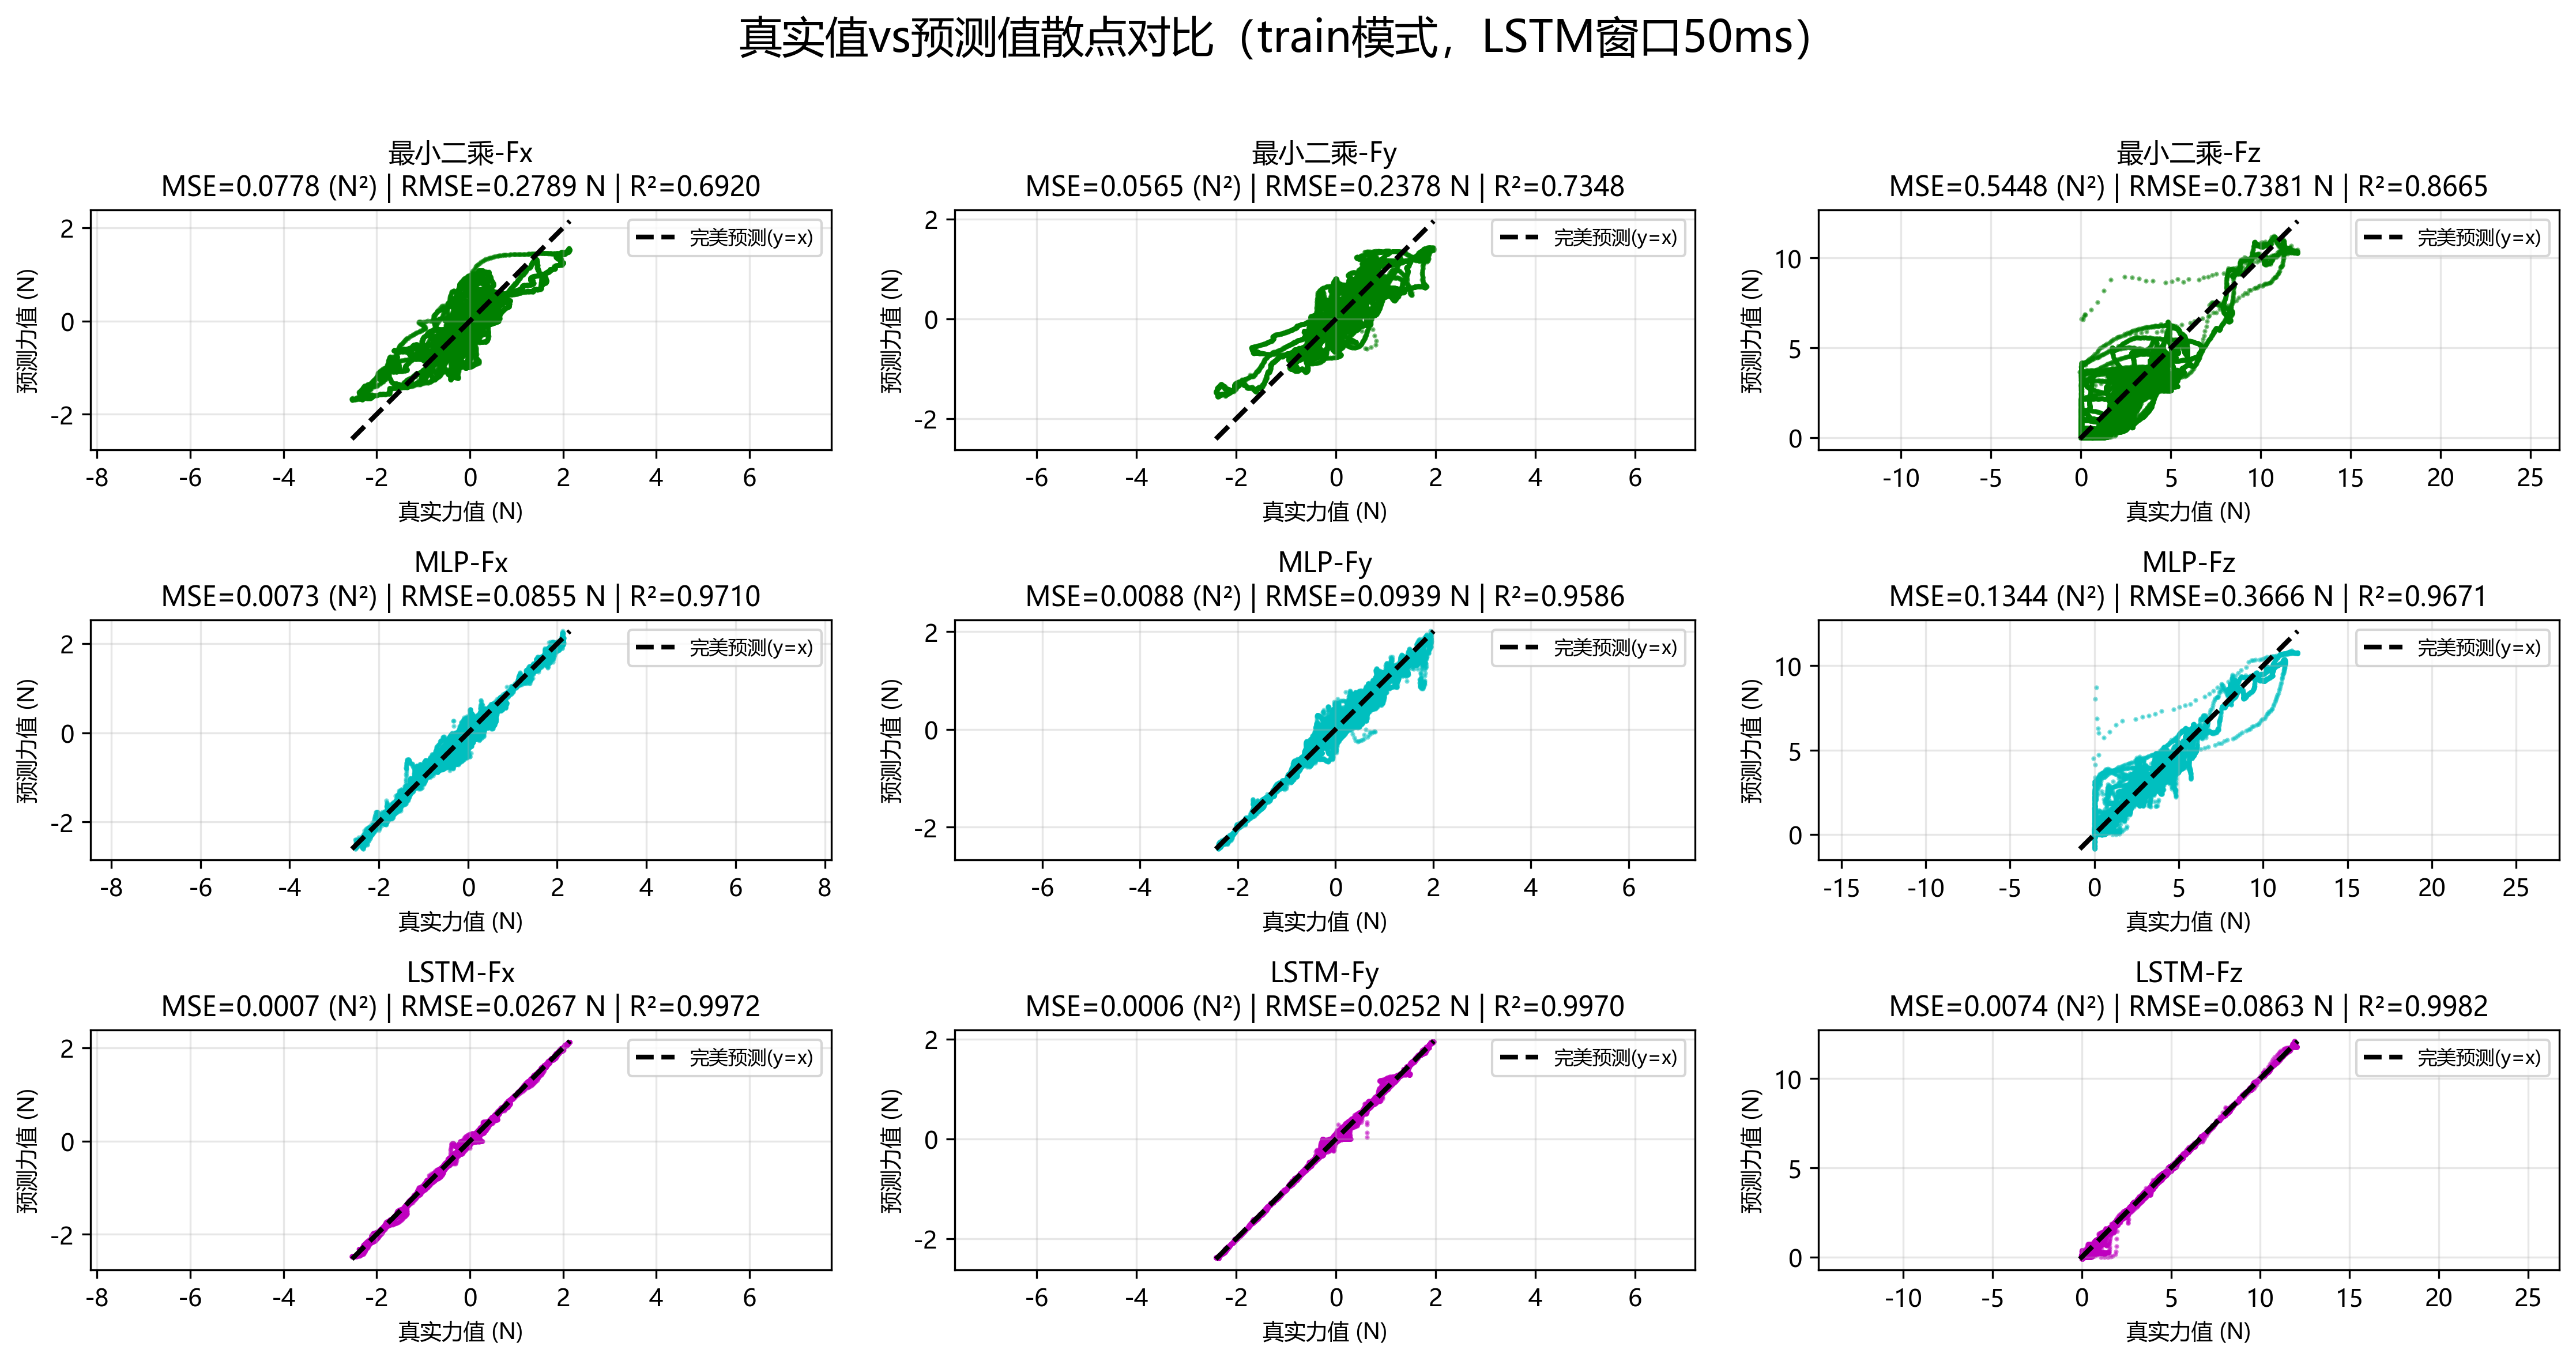 真实值vs预测值散点对比（train模式，LSTM窗口50ms）
最小二乘-Fx
MSE=0.0778 (N²) | RMSE=0.2789 N | R²=0.6920
完美预测(y=x)
预测力值 (N)
2
0
-2
-8 -6 -4 -2 0 2 4 6
真实力值 (N)
最小二乘-Fy
MSE=0.0565 (N²) | RMSE=0.2378 N | R²=0.7348
完美预测(y=x)
预测力值 (N)
2
0
-2
-6 -4 -2 0 2 4 6
真实力值 (N)
最小二乘-Fz
MSE=0.5448 (N²) | RMSE=0.7381 N | R²=0.8665
完美预测(y=x)
预测力值 (N)
10
5
0
-10 -5 0 5 10 15 20 25
真实力值 (N)
MLP-Fx
MSE=0.0073 (N²) | RMSE=0.0855 N | R²=0.9710
完美预测(y=x)
预测力值 (N)
2
0
-2
-8 -6 -4 -2 0 2 4 6 8
真实力值 (N)
MLP-Fy
MSE=0.0088 (N²) | RMSE=0.0939 N | R²=0.9586
完美预测(y=x)
预测力值 (N)
2
0
-2
-6 -4 -2 0 2 4 6
真实力值 (N)
MLP-Fz
MSE=0.1344 (N²) | RMSE=0.3666 N | R²=0.9671
完美预测(y=x)
预测力值 (N)
10
5
0
-15 -10 -5 0 5 10 15 20 25
真实力值 (N)
LSTM-Fx
MSE=0.0007 (N²) | RMSE=0.0267 N | R²=0.9972
完美预测(y=x)
预测力值 (N)
2
0
-2
-8 -6 -4 -2 0 2 4 6
真实力值 (N)
LSTM-Fy
MSE=0.0006 (N²) | RMSE=0.0252 N | R²=0.9970
完美预测(y=x)
预测力值 (N)
2
0
-2
-6 -4 -2 0 2 4 6
真实力值 (N)
LSTM-Fz
MSE=0.0074 (N²) | RMSE=0.0863 N | R²=0.9982
完美预测(y=x)
预测力值 (N)
10
5
0
-10 -5 0 5 10 15 20 25
真实力值 (N)